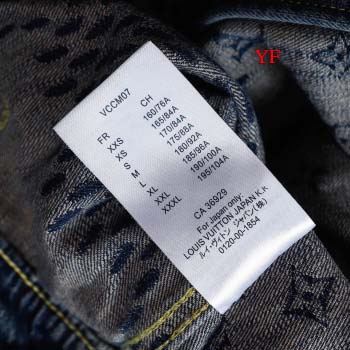 YF
VCCM07
FR CH
XXS 160/76A
XS 165/84A
S 170/84A
M 175/88A
L 180/92A
XL 185/96A
XXL 190/100A
XXXL 195/104A
CA 36929
For Japan only:
LOUIS VUITTON JAPAN K.K
ルイ・ヴィトン ジャパン(株)
0120-00-1854